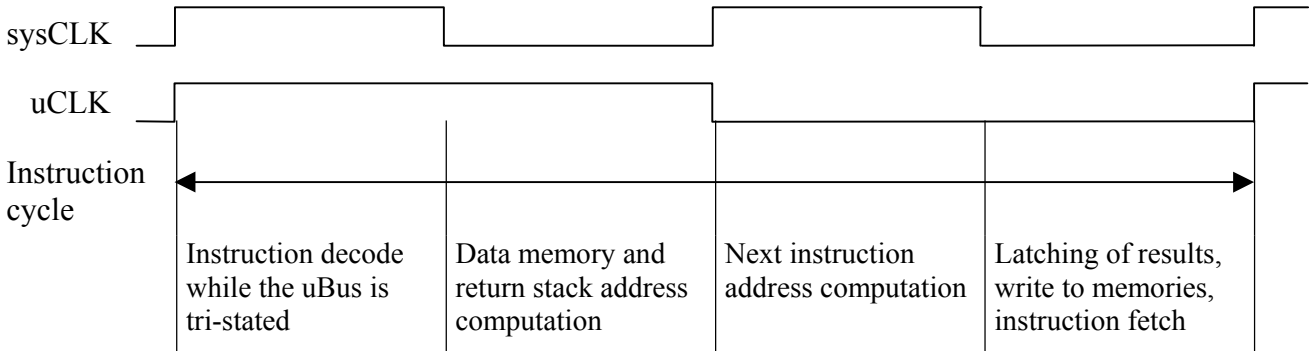 sysCLK
uCLK
Instruction
cycle
Instruction decode
while the uBus is
tri-stated
Data memory and
return stack address
computation
Next instruction
address computation
Latching of results,
write to memories,
instruction fetch